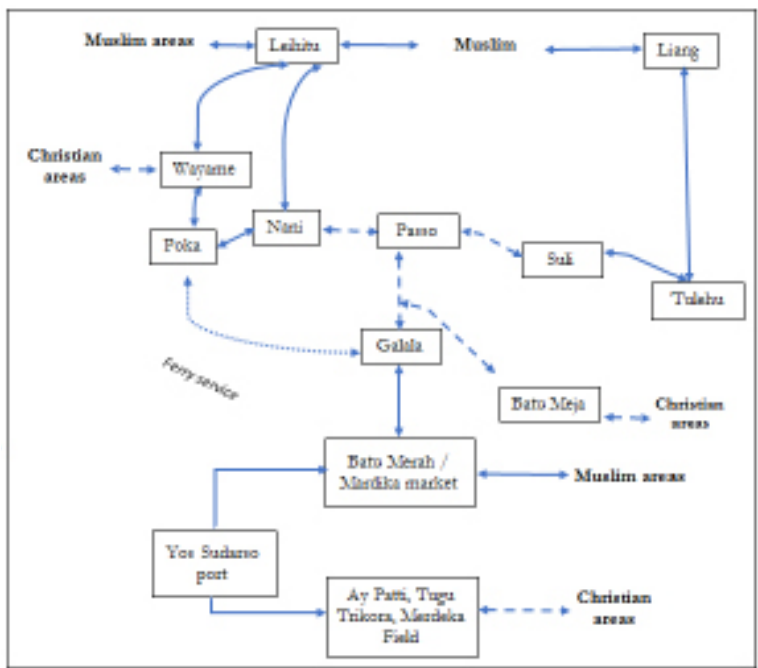 Muslim areas
Leihitu
Muslim
Liang
Christian
areas
Wayame
Poka
Nani
Passo
Suli
Tulehu
Galala
Ferry service
Bato Meja
Christian
areas
Bato Merah /
Mardika market
Muslim areas
Yos Sudarso
port
Ay Patti, Tugu
Trikora, Merdeka
Field
Christian
areas